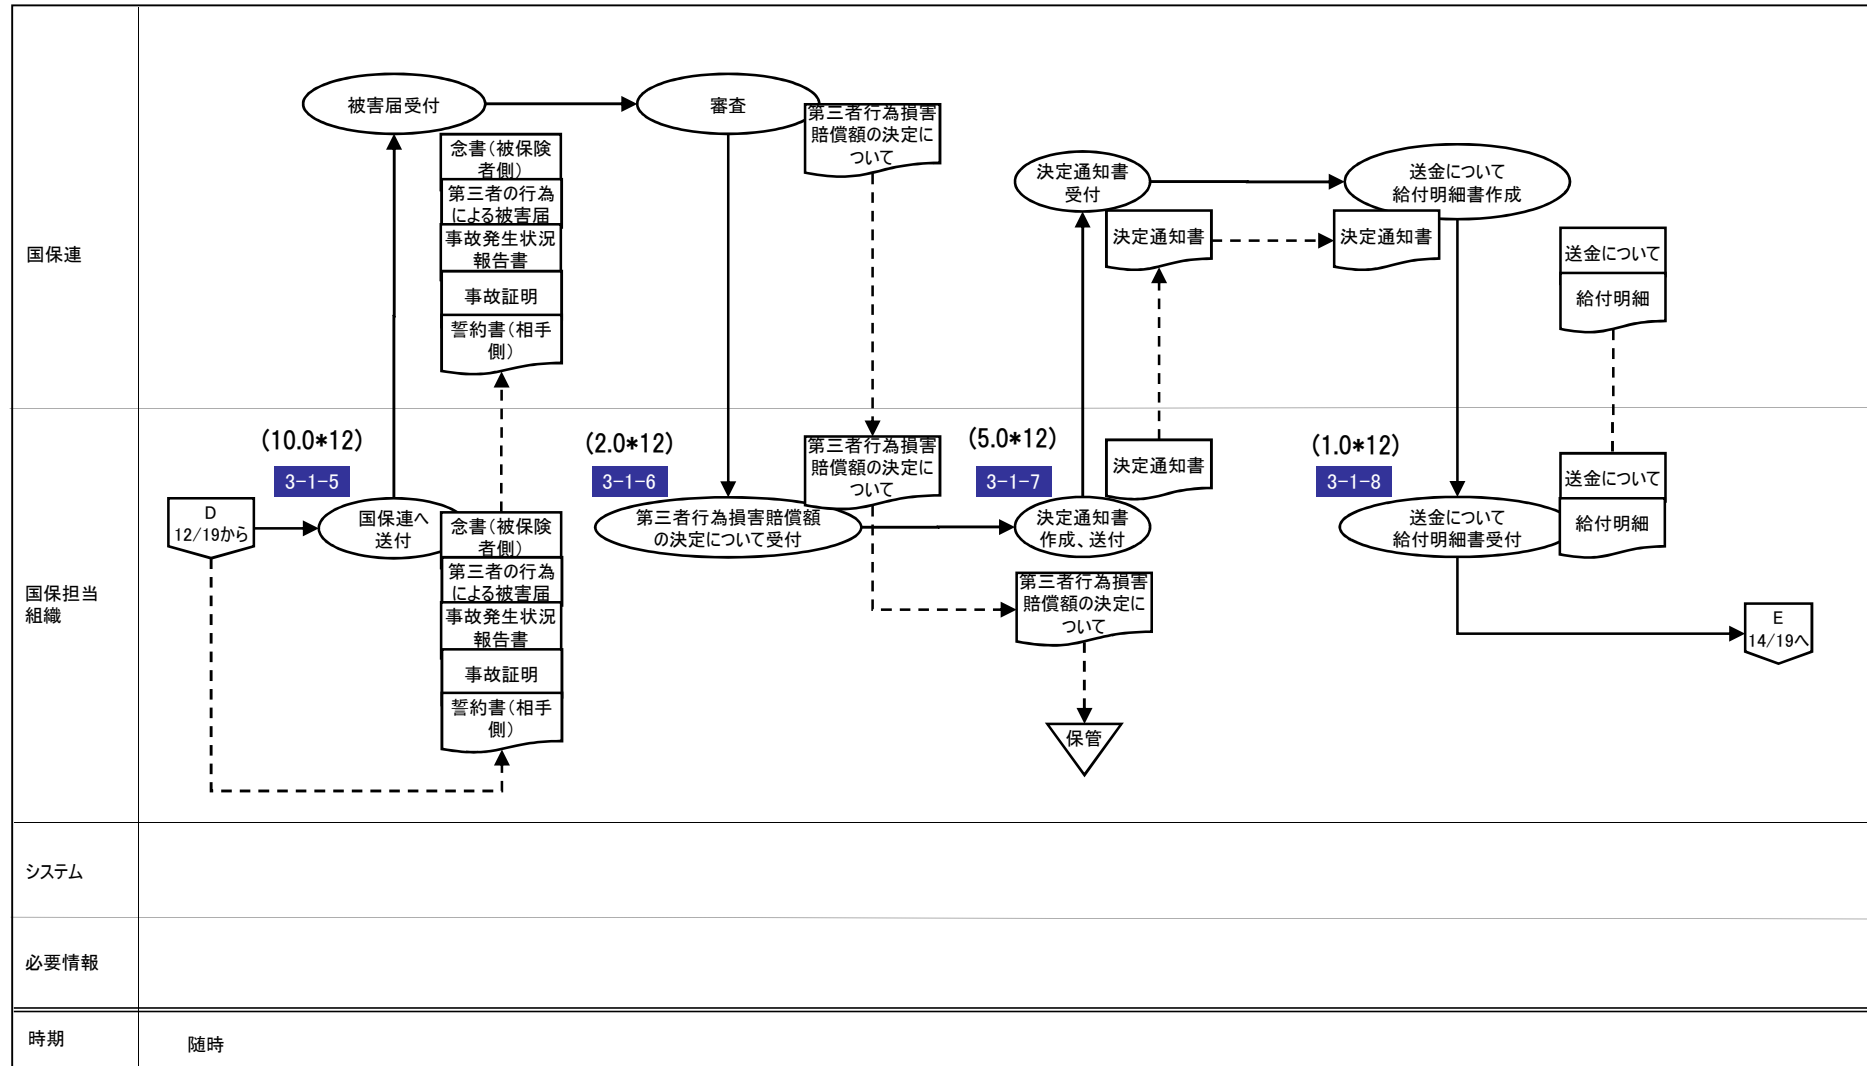 国保連
被害届受付
審査
第三者行為損害
賠償額の決定に
ついて
念書（被保険
者側）
第三者の行為
による被害届
事故発生状況
報告書
事故証明
誓約書（相手
側）
決定通知書
受付
決定通知書
送金について
給付明細書作成
決定通知書
送金について
給付明細
国保担当
組織
(10.0*12)
3-1-5
D
12/19から
国保連へ
送付
念書（被保険
者側）
第三者の行為
による被害届
事故発生状況
報告書
事故証明
誓約書（相手
側）
(2.0*12)
3-1-6
第三者行為損害賠償額
の決定について受付
第三者行為損害
賠償額の決定に
ついて
(5.0*12)
3-1-7
決定通知書
作成、送付
決定通知書
第三者行為損害
賠償額の決定に
ついて
保管
(1.0*12)
3-1-8
送金について
給付明細書受付
送金について
給付明細
E
14/19へ
システム
必要情報
時期
随時